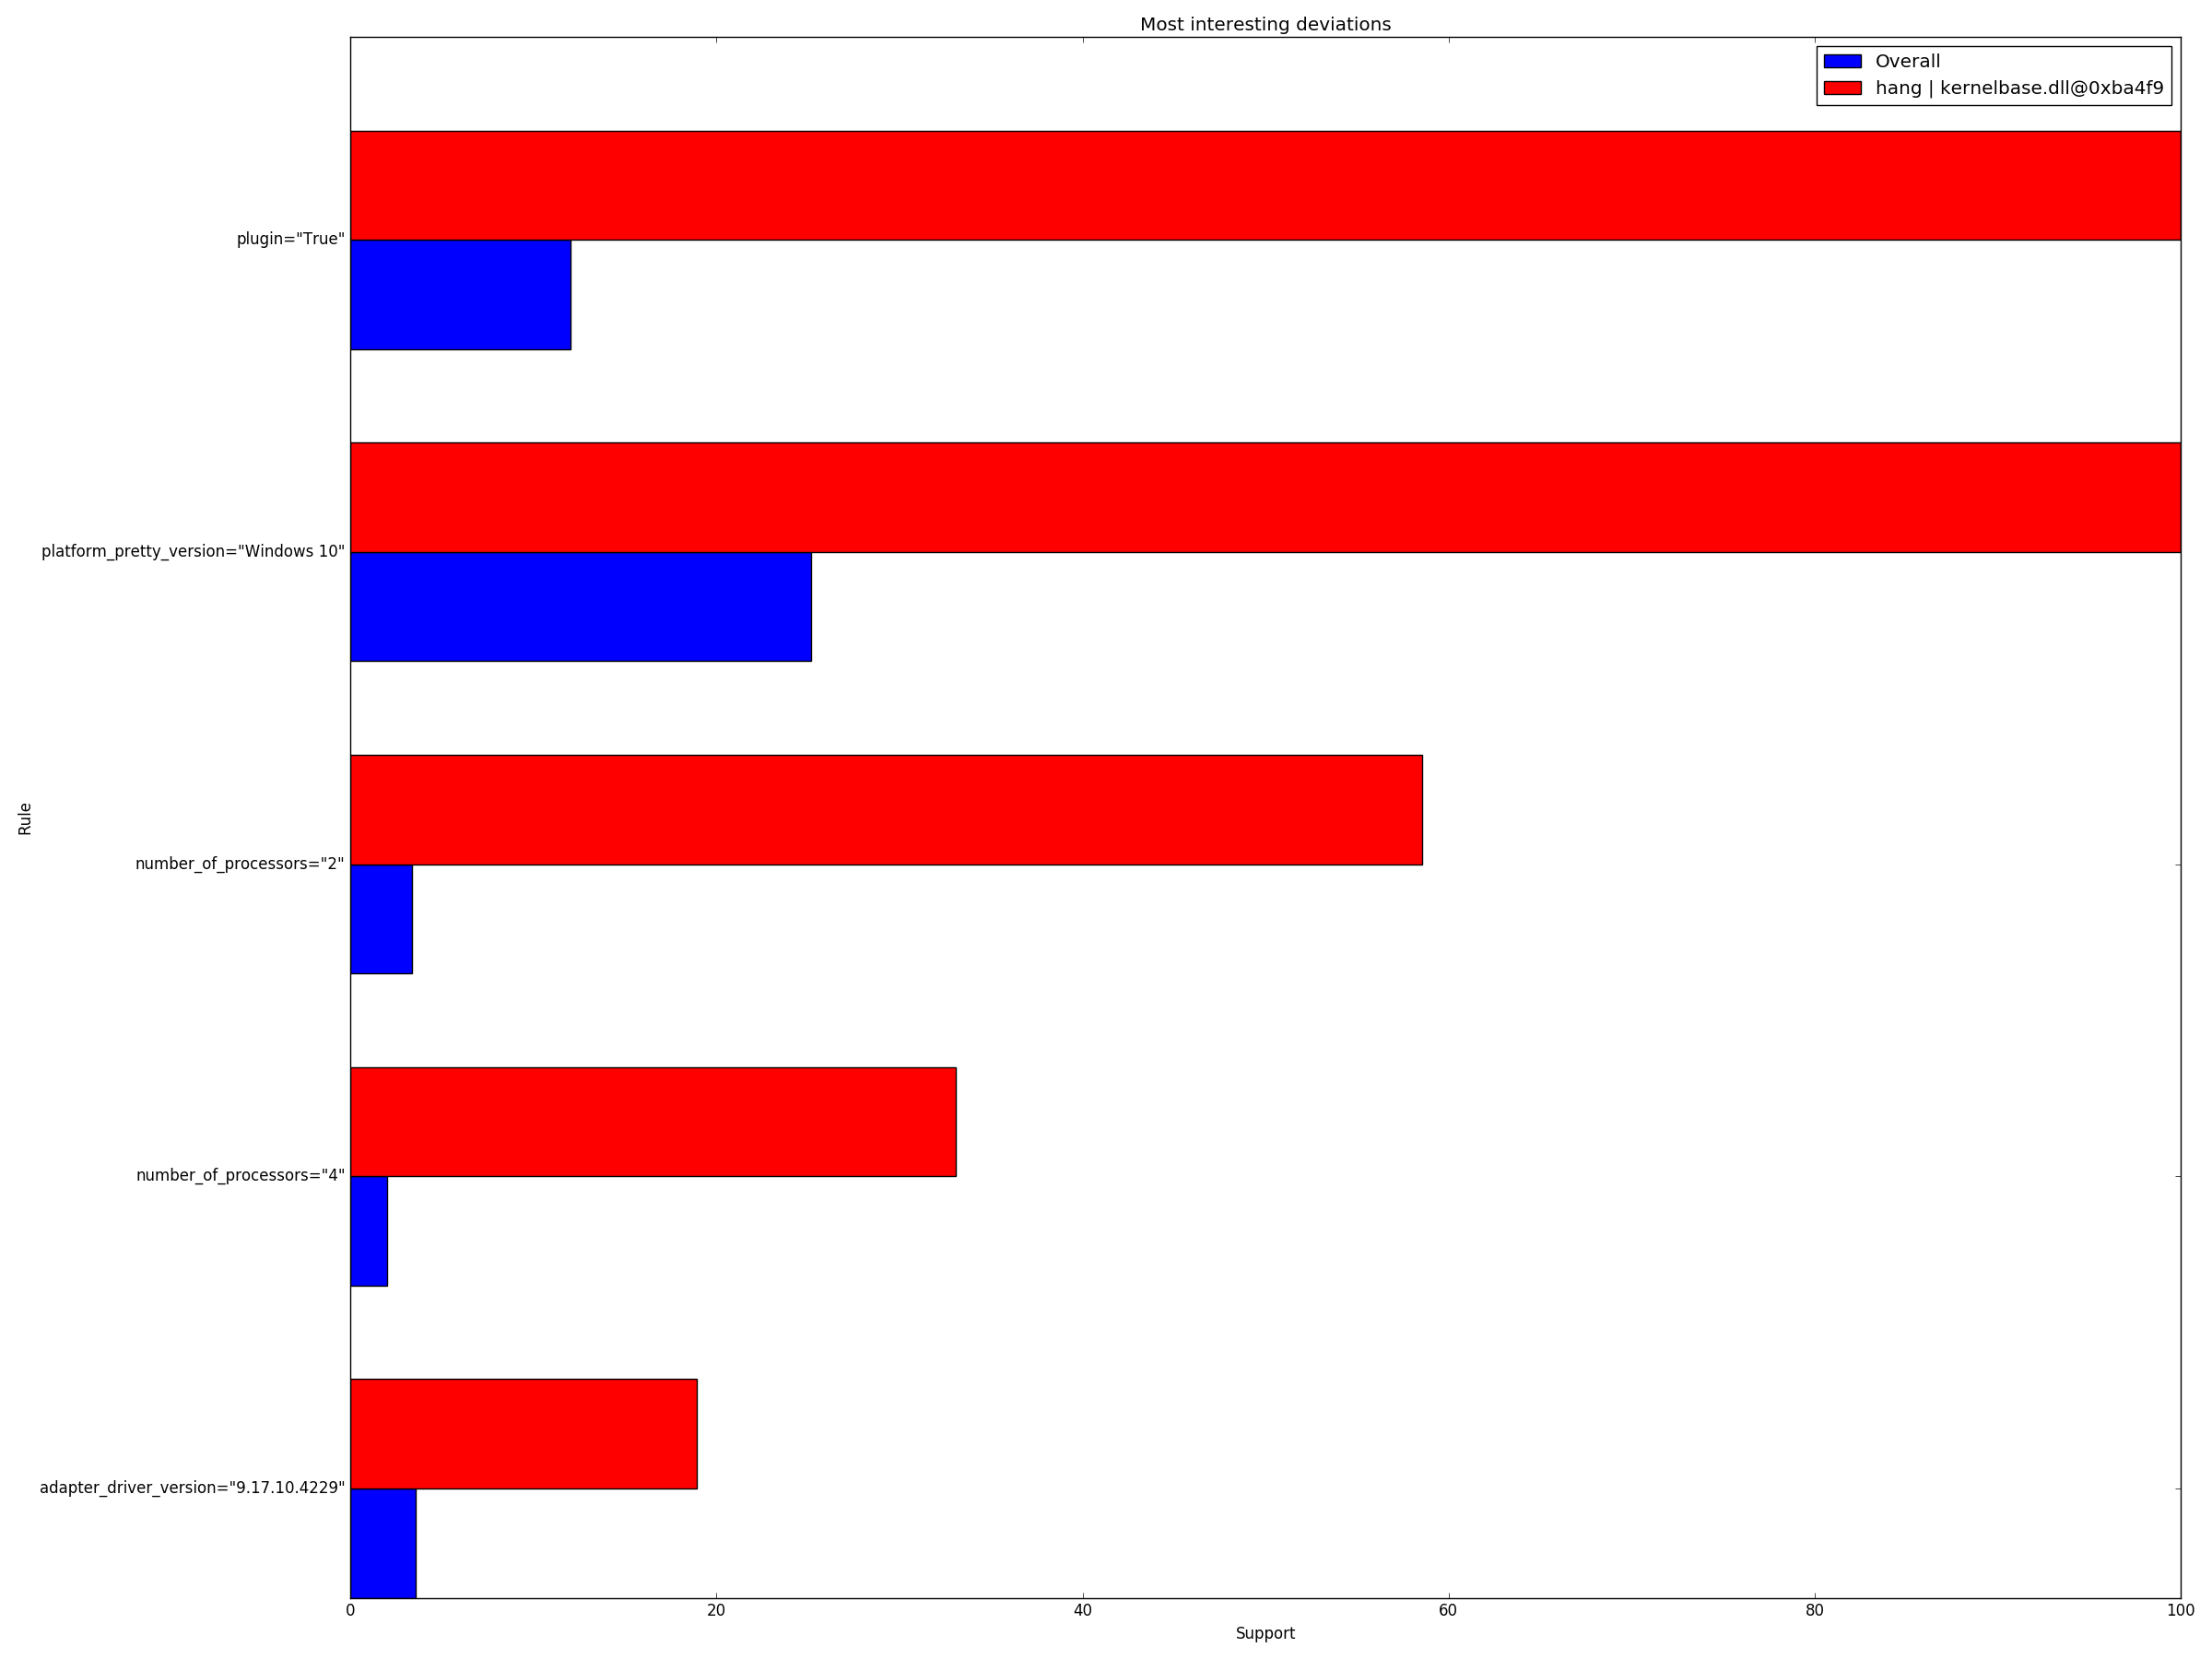 Most interesting deviations
Overall
hang | kernelbase.dll@0xba4f9
plugin="True"
platform_pretty_version="Windows 10"
number_of_processors="2"
number_of_processors="4"
adapter_driver_version="9.17.10.4229"
Rule
0 20 40 60 80 100
Support